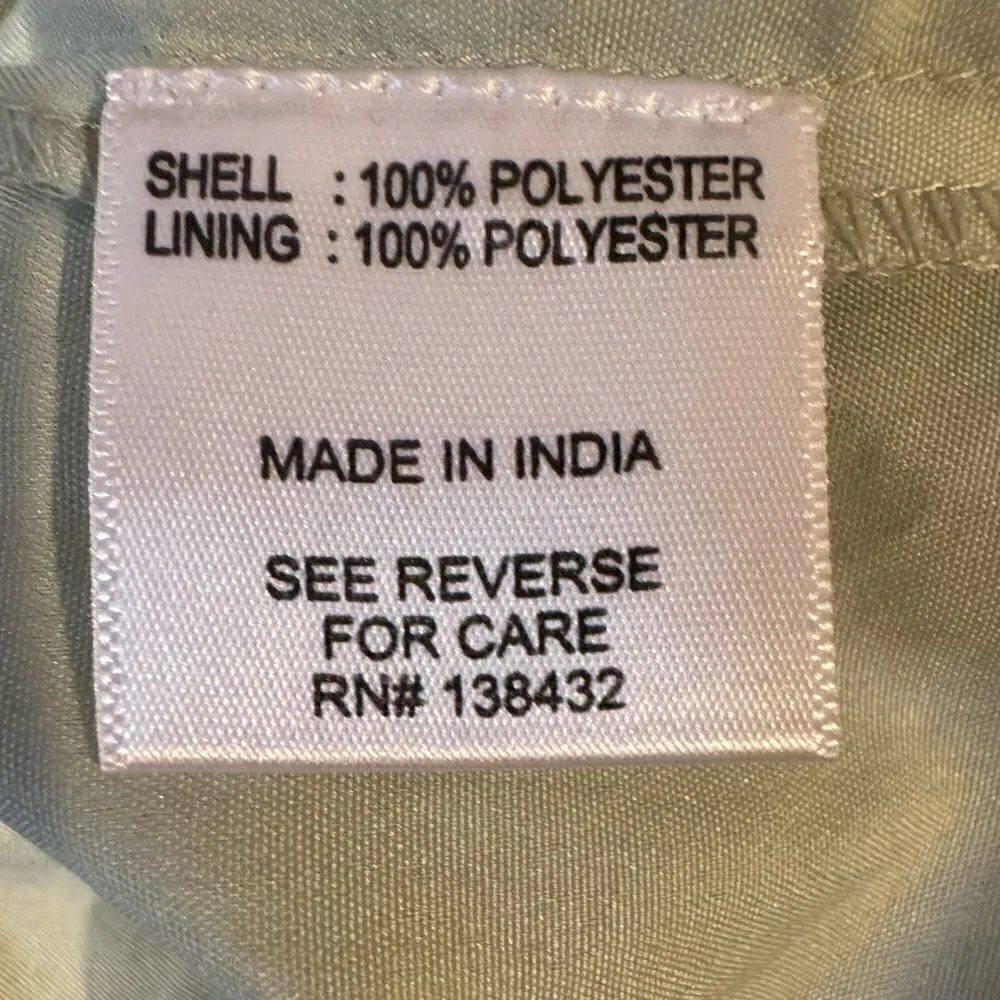 SHELL : 100% POLYESTER
LINING : 100% POLYESTER
MADE IN INDIA
SEE REVERSE
FOR CARE
RN# 138432